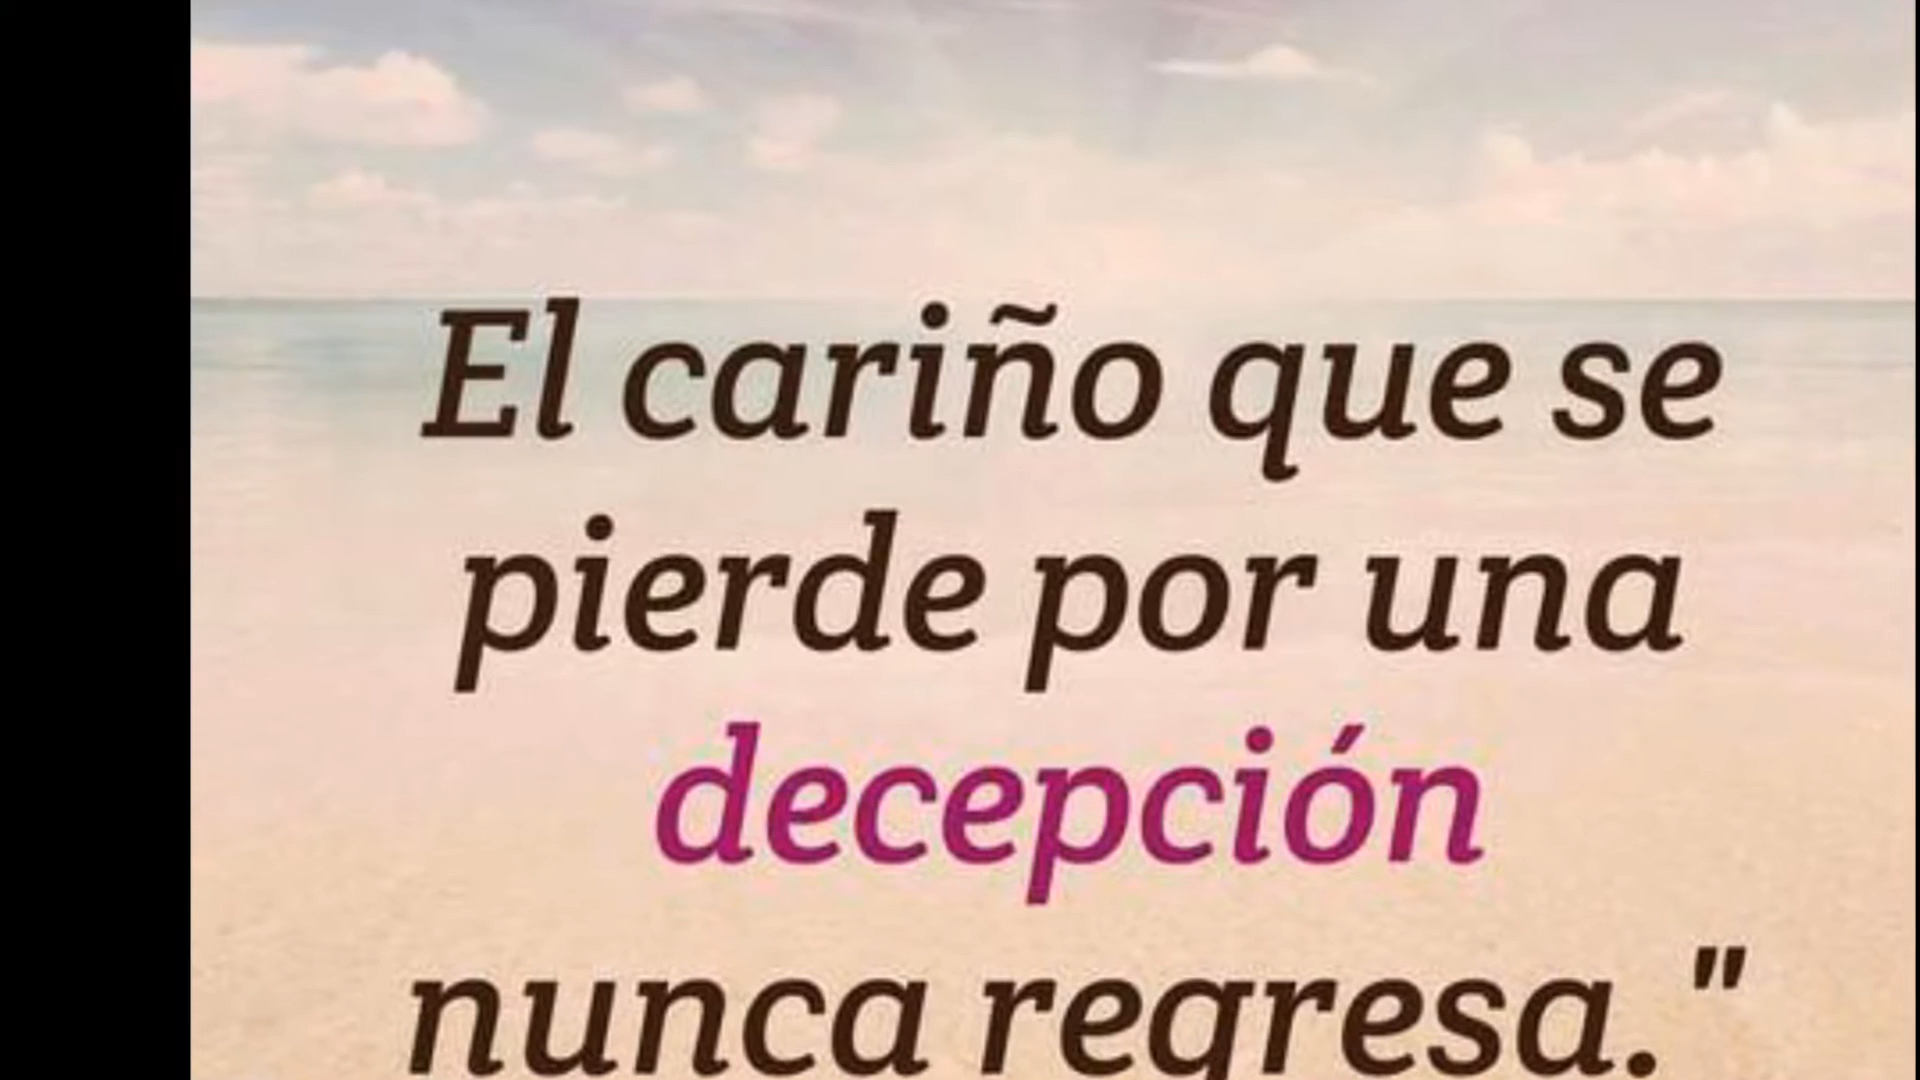 El cariño que se
pierde por una
decepción
nunca regresa."